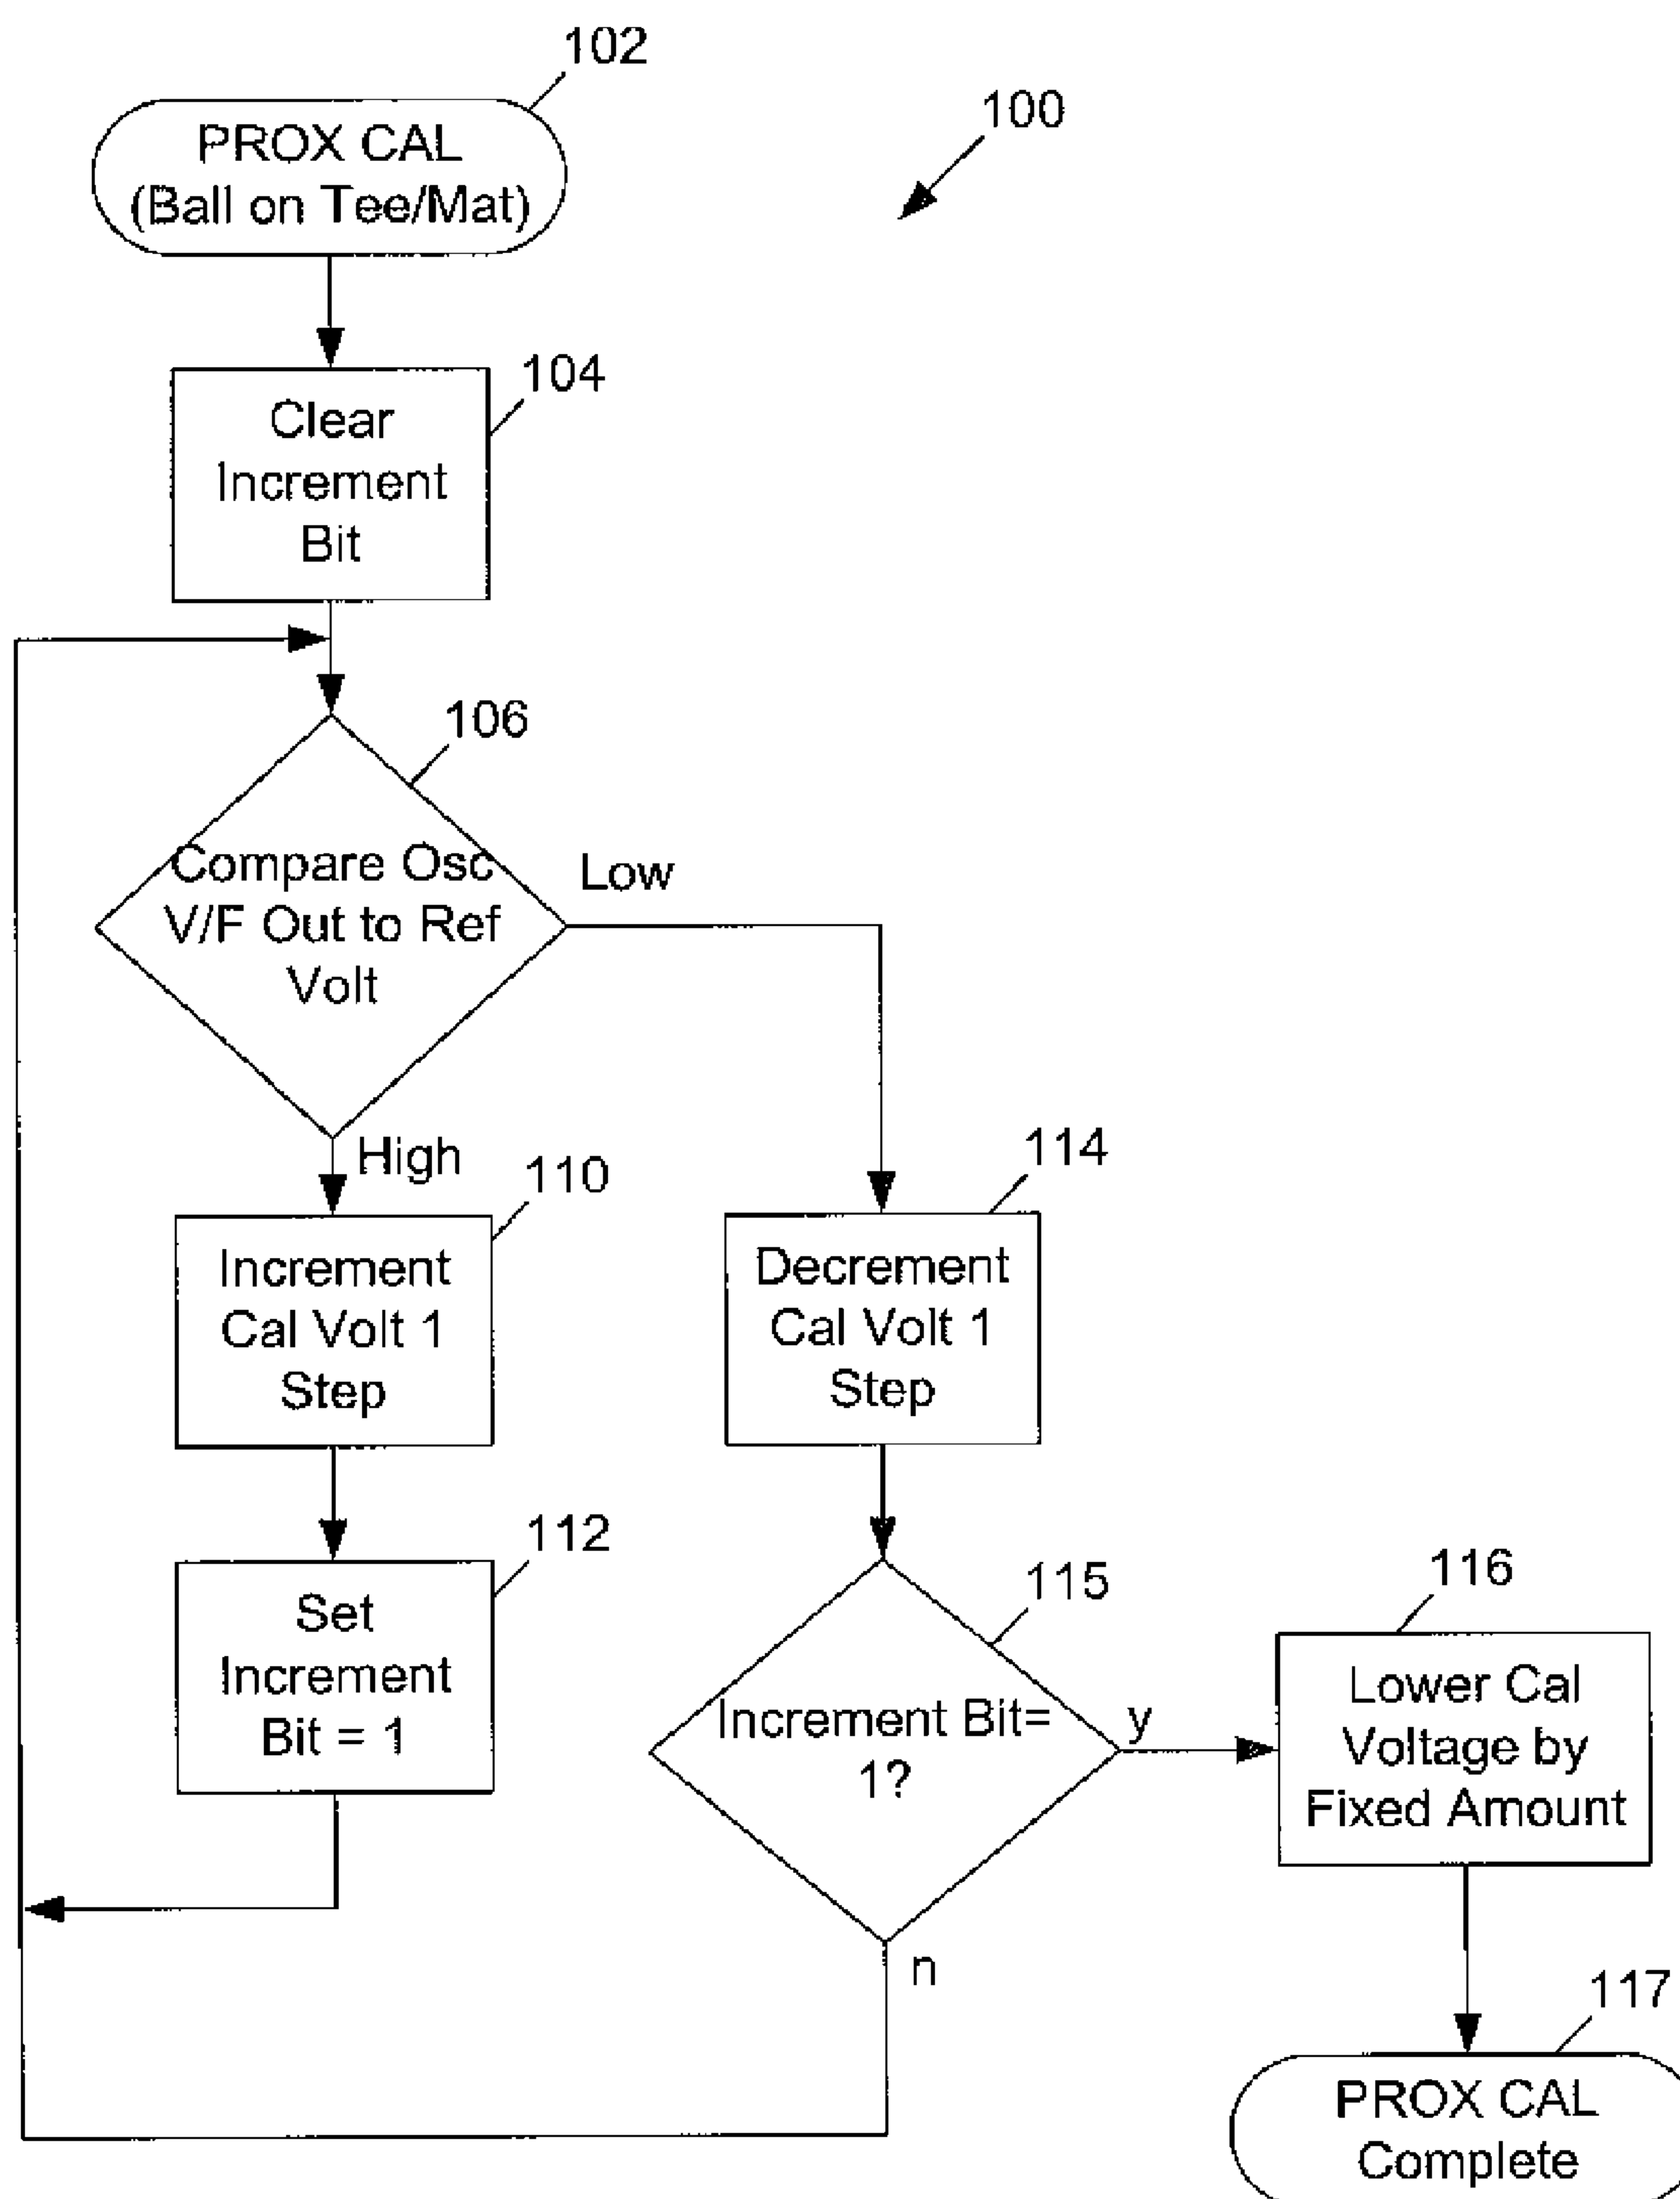 102
100
PROX CAL
(Ball on Tee/Mat)
104
Clear
Increment
Bit
106
Compare Osc
V/F Out to Ref
Volt
Low
High
110
114
Increment
Cal Volt 1
Step
Decrement
Cal Volt 1
Step
112
115
116
Set
Increment
Bit = 1
Increment Bit=
1?
y
n
Lower Cal
Voltage by
Fixed Amount
117
PROX CAL
Complete